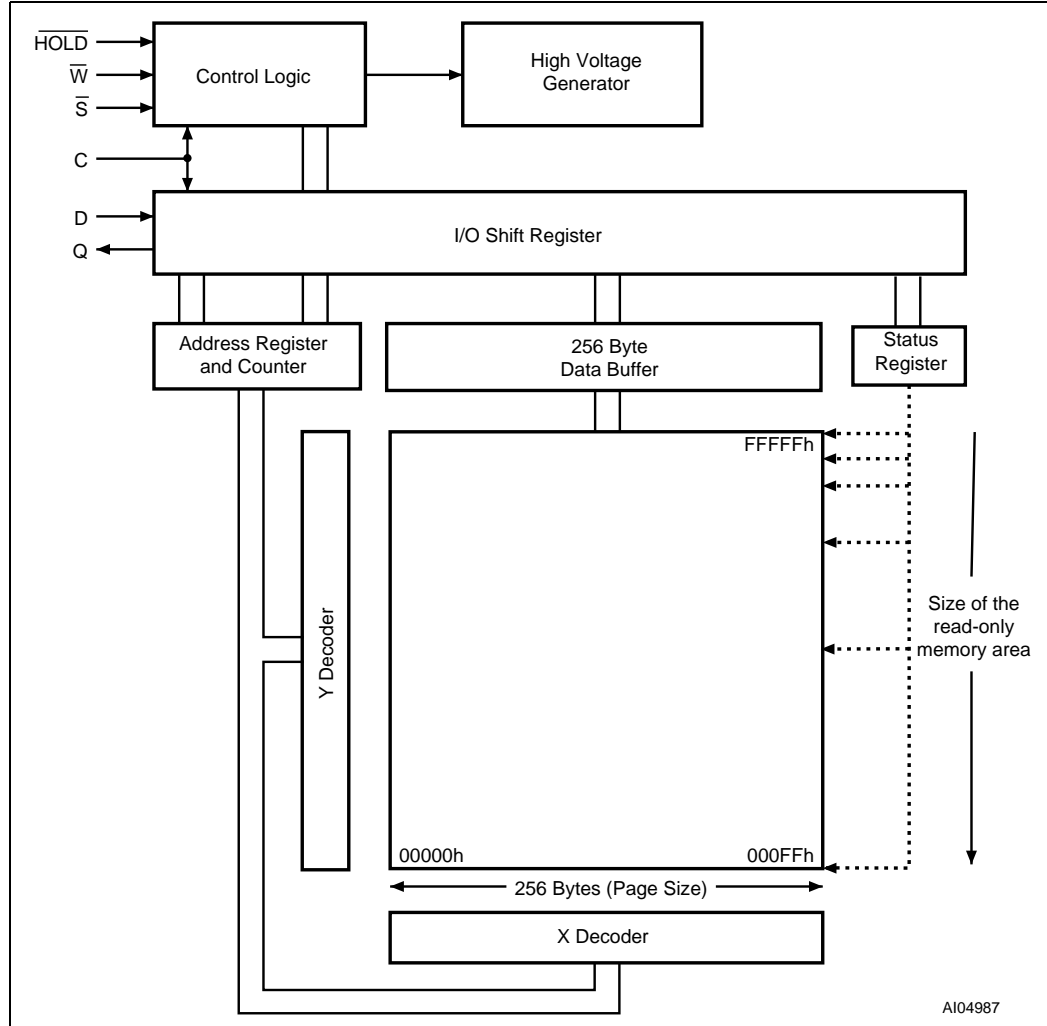 HOLD
W
S
C
D
Q
Control Logic
High Voltage
Generator
I/O Shift Register
Address Register
and Counter
256 Byte
Data Buffer
Status
Register
FFFFFh
Y Decoder
Size of the
read-only
memory area
00000h
000FFh
256 Bytes (Page Size)
X Decoder
AI04987